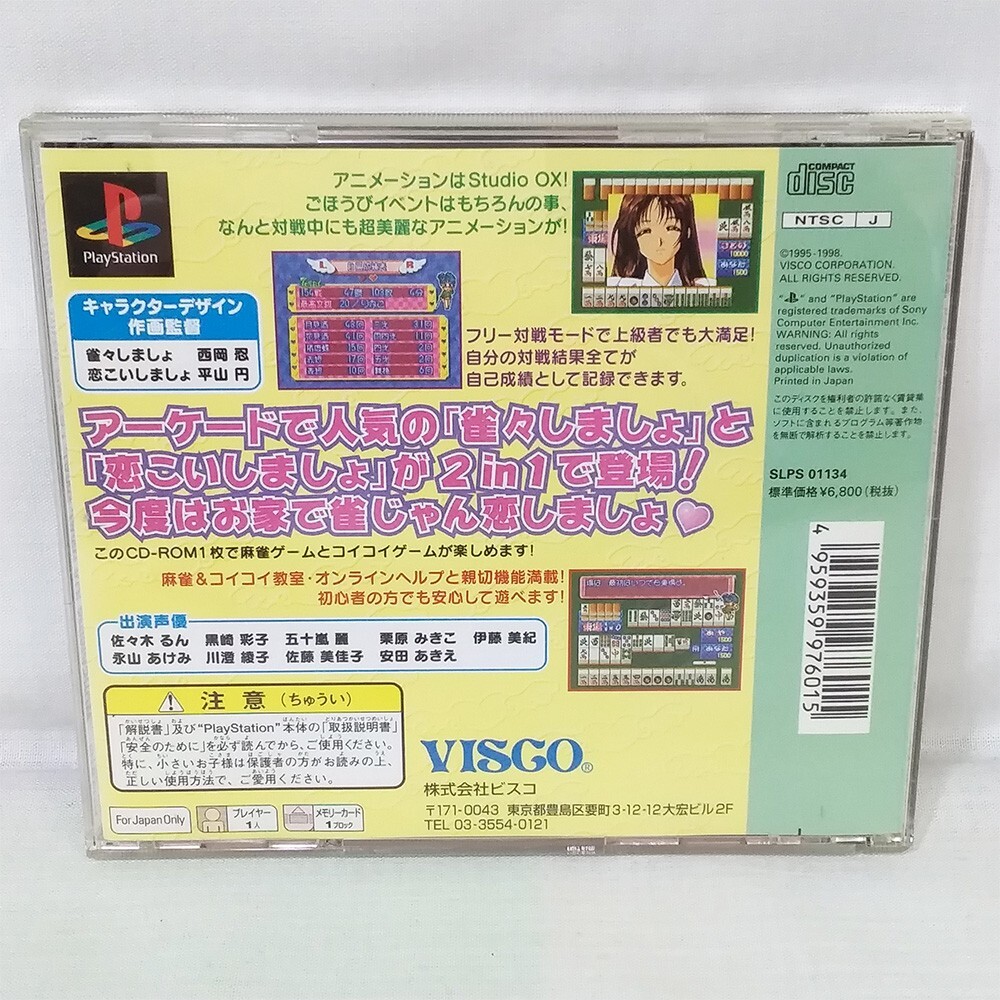 PlayStation
アニメーションはStudio OX!
ごほうびイベントはもちろんの事、
なんと対戦中にも超美麗なアニメーションが!
キャラクターデザイン
作画監督
雀々しましょ 西岡 忍
恋こいしましょ 平山 円
フリー対戦モードで上級者でも大満足!
自分の対戦結果全てが
自己成績として記録できます。
アーケードで人気の「雀々しましょ」と
「恋こいしましょ」が2in1で登場!
今度はお家で雀じゃん恋しましょ
このCD-ROM1枚で麻雀ゲームとコイコイゲームが楽しめます!
麻雀&コイコイ教室・オンラインヘルプと親切機能満載!
初心者の方でも安心して遊べます!
出演声優
佐々木 るん 黒崎 彩子 五十嵐 麗 栗原 みきこ 伊藤 美紀
永山 あけみ 川澄 綾子 佐藤 美佳子 安田 あきえ
注意(ちゅうい)
「解説書」及び"PlayStation"本体の「取扱説明書」
「安全のために」を必ず読んでから、ご使用ください。
特に、小さいお子様は保護者の方がお読みの上、
正しい使用方法で、ご愛用ください。
For Japan Only
プレイヤー
1人
メモリーカード
1ブロック
VISCO®
株式会社ビスコ
〒171-0043 東京都豊島区要町3-12-12大宏ビル2F
TEL 03-3554-0121
COMPACT
disc
NTSC J
©1995-1998.
VISCO CORPORATION.
ALL RIGHTS RESERVED.
" " and "PlayStation" are
registered trademarks of Sony
Computer Entertainment Inc.
WARNING: All rights
reserved. Unauthorized
duplication is a violation of
applicable laws.
Printed in Japan
このディスクを権利者の許諾なく賃貸業
に使用することを禁止します。また、
ソフトに含まれるプログラム等著作物
を無断で解析することも禁止します。
SLPS 01134
標準価格¥6,800(税抜)
4 959359 976015